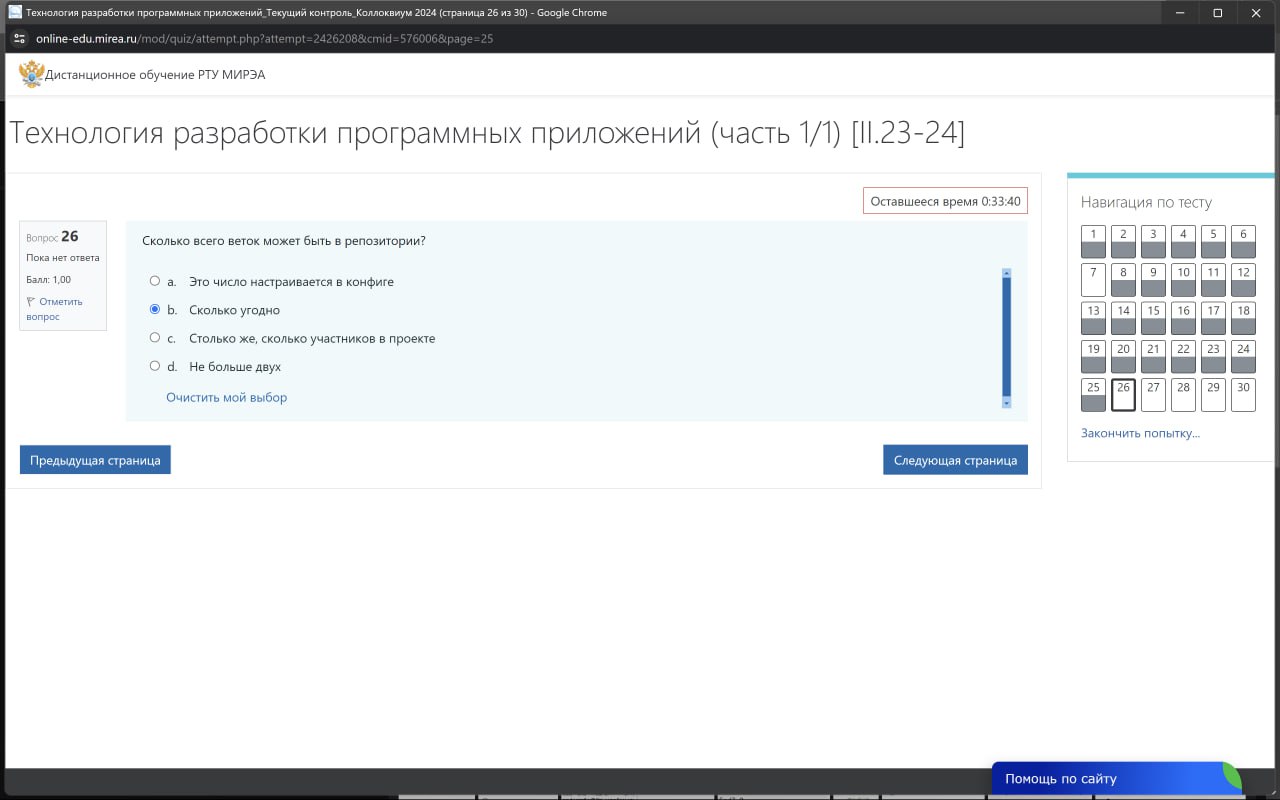 Технология разработки программных приложений_Текущий контроль_Коллоквиум 2024 (страница 26 из 30) - Google Chrome
online-edu.mirea.ru/mod/quiz/attempt.php?attempt=2426208&cmid=576006&page=25
Дистанционное обучение РТУ МИРЭА
Технология разработки программных приложений (часть 1/1) [II.23-24]
Оставшееся время 0:33:40
Вопрос 26
Пока нет ответа
Балл: 1,00
Отметить
вопрос
Сколько всего веток может быть в репозитории?
a. Это число настраивается в конфиге
b. Сколько угодно
c. Столько же, сколько участников в проекте
d. Не больше двух
Очистить мой выбор
Предыдущая страница
Следующая страница
Навигация по тесту
1 2 3 4 5 6
7 8 9 10 11 12
13 14 15 16 17 18
19 20 21 22 23 24
25 26 27 28 29 30
Закончить попытку...
Помощь по сайту